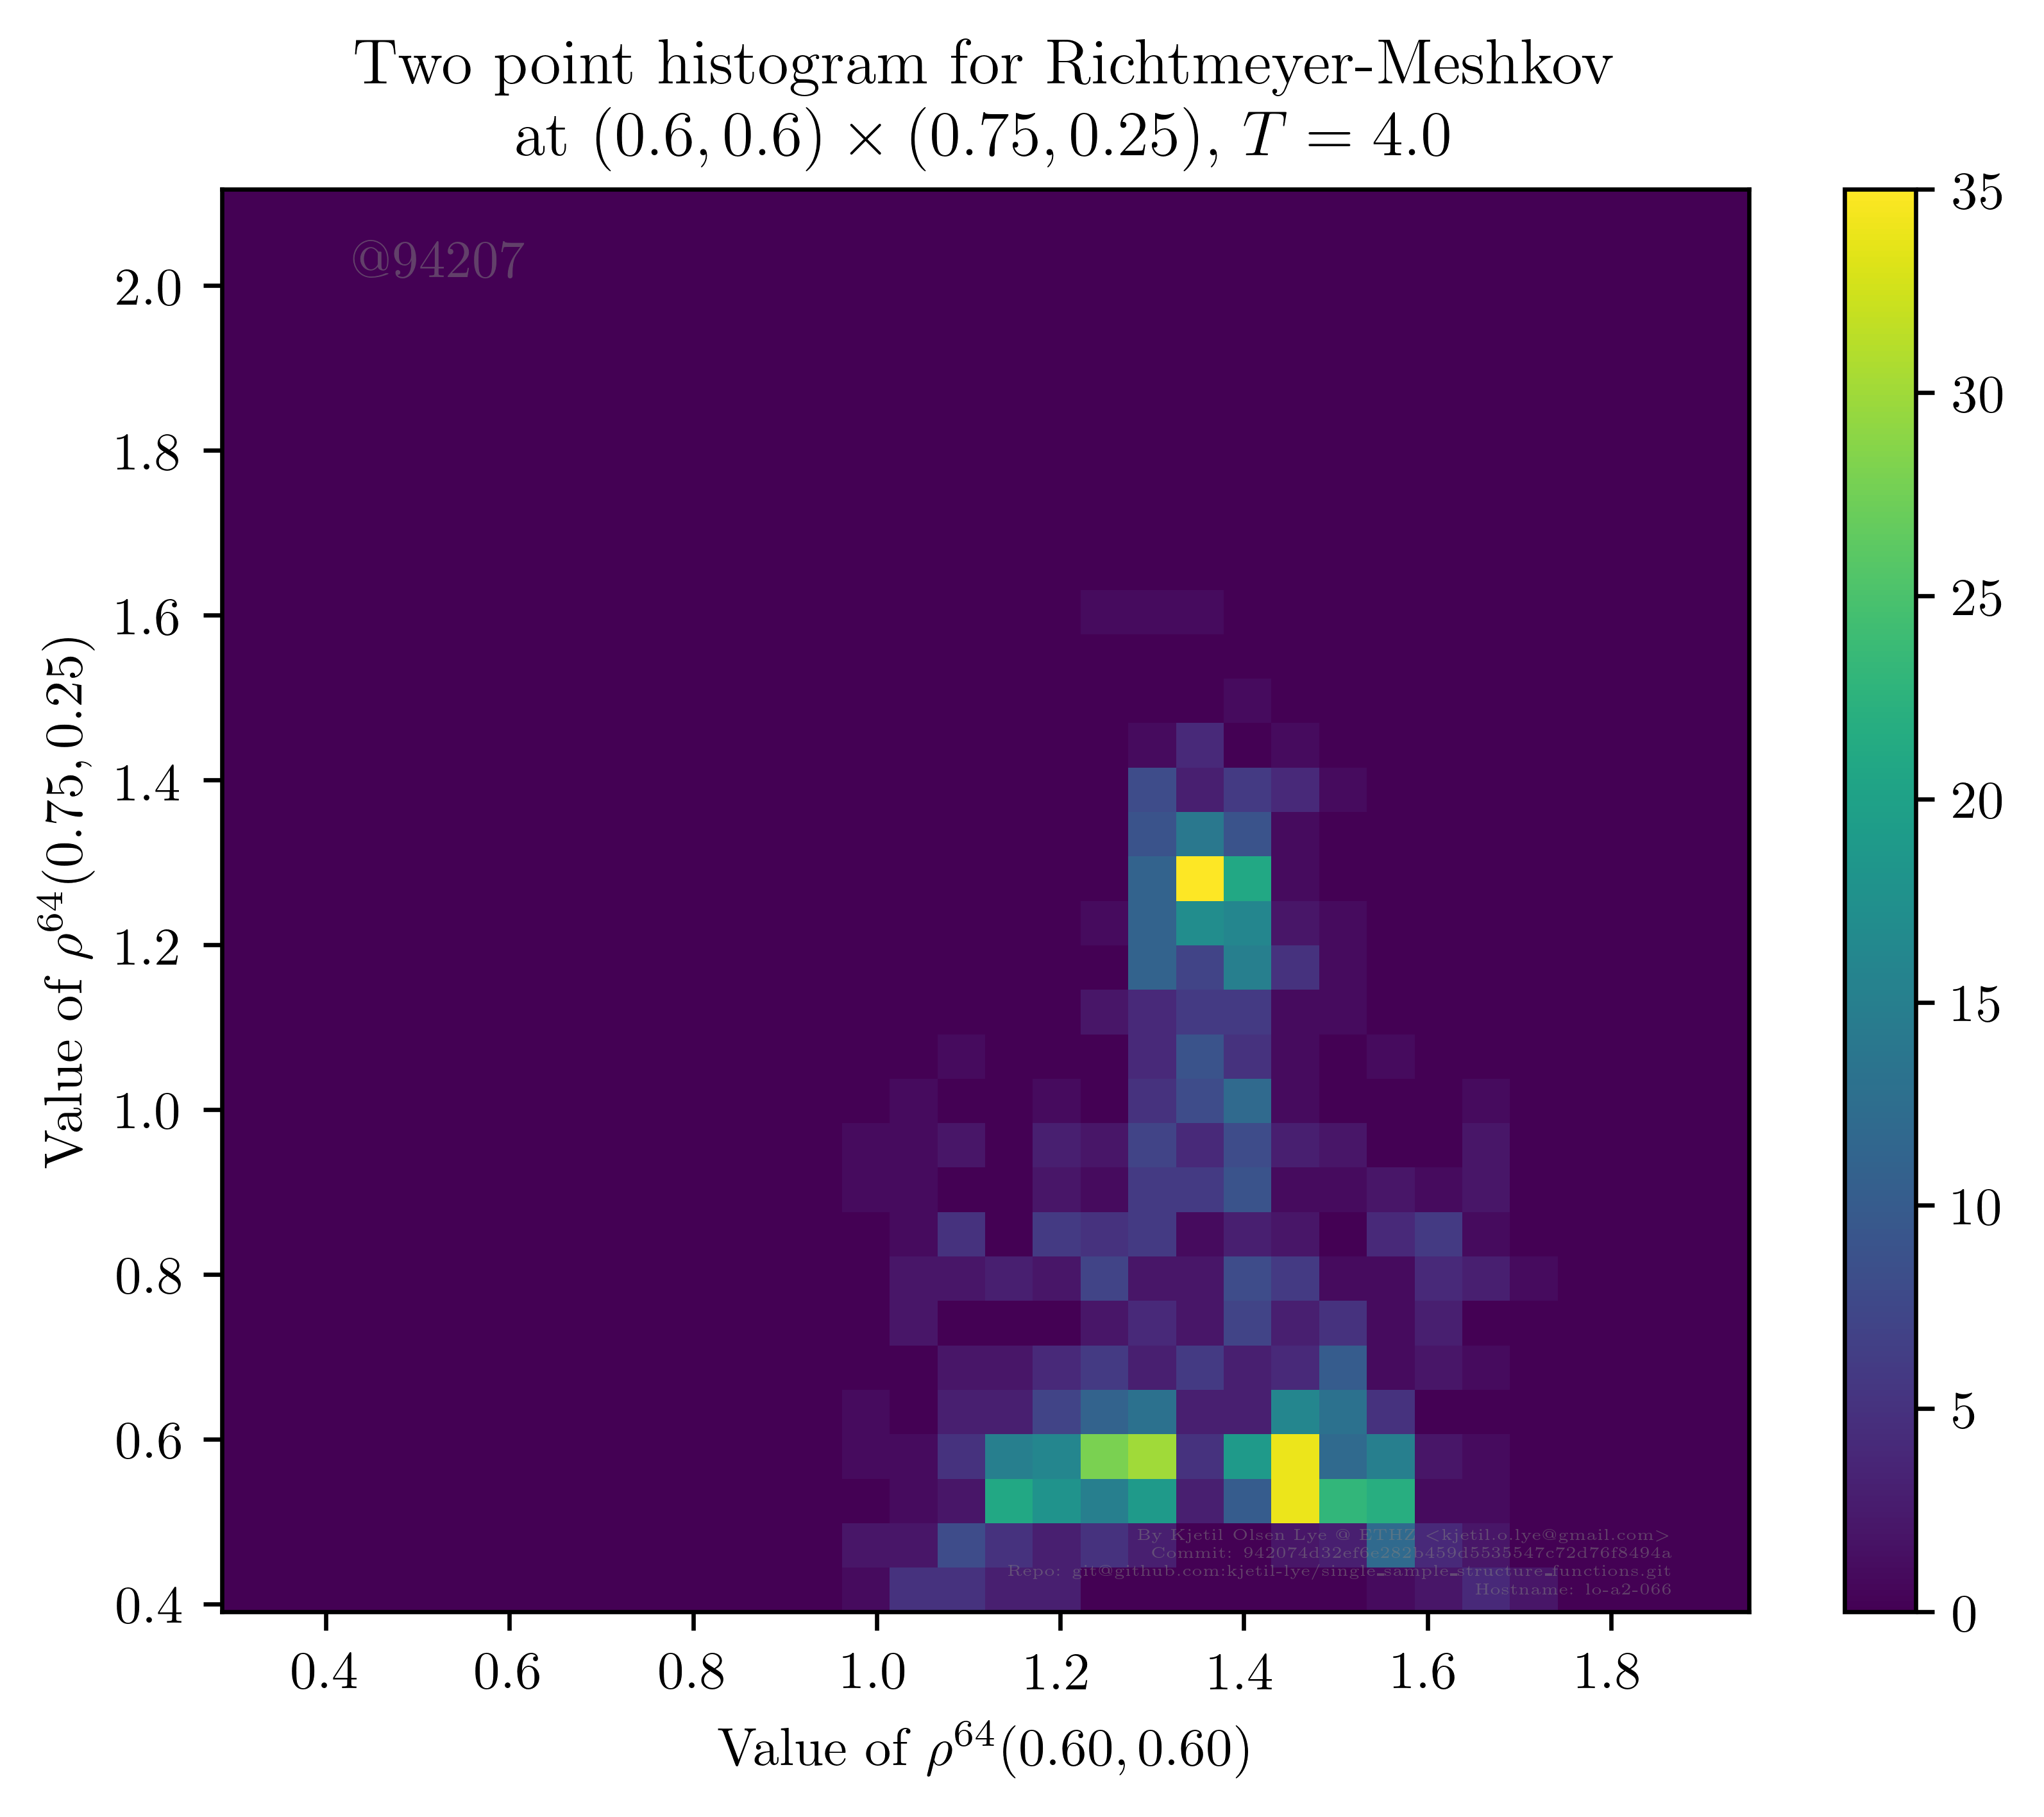 Two point histogram for Richtmeyer-Meshkov
at (0.6, 0.6) × (0.75, 0.25), T = 4.0
@94207
35
30
25
20
15
10
5
0
2.0
1.8
1.6
1.4
1.2
1.0
0.8
0.6
0.4
Value of ρ^64(0.75, 0.25)
By Kjetil Olsen Lye @ ETHZ <kjetil.o.lye@gmail.com>
Commit: 942074d32ef6e282b459d5535547c72d76f8494a
Repo: git@github.com:kjetil-lye/single_sample_structure_functions.git
Hostname: lo-a2-066
0.4 0.6 0.8 1.0 1.2 1.4 1.6 1.8
Value of ρ^64(0.60, 0.60)